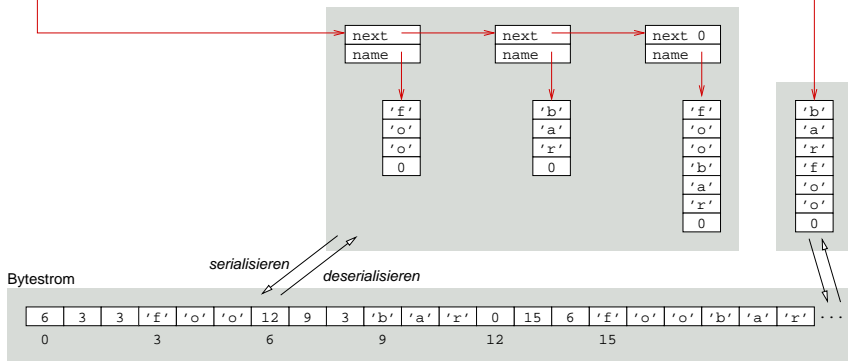 next next next 0
name name name
'f' 'b' 'f' 'b'
'o' 'a' 'o' 'a'
'o' 'r' 'o' 'r'
0 0 'b' 'f'
'a' 'o'
'r' 'o'
0 0
serialisieren
deserialisieren
Bytestrom
6 3 3 'f' 'o' 'o' 12 9 3 'b' 'a' 'r' 0 15 6 'f' 'o' 'o' 'b' 'a' 'r' ...
0 3 6 9 12 15